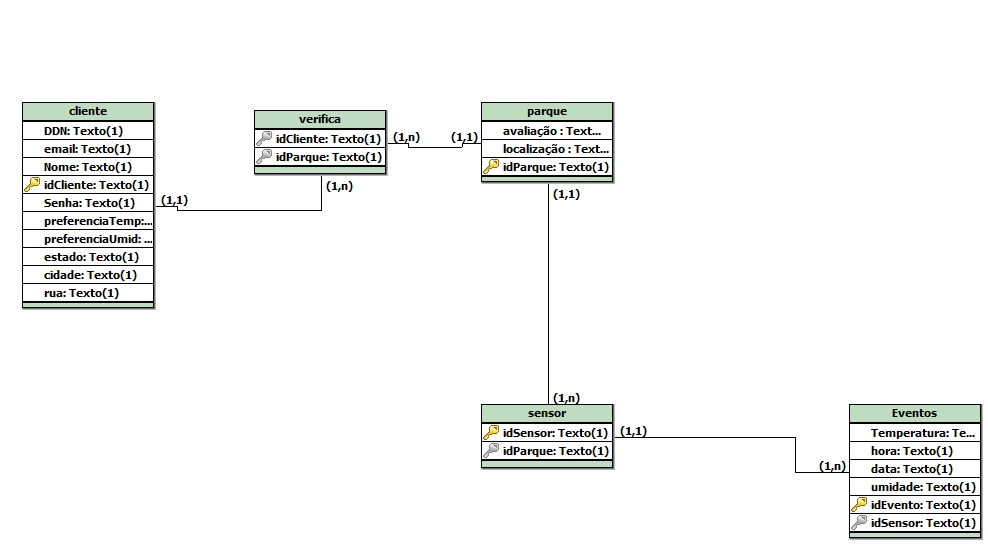 cliente
DDN: Texto(1)
email: Texto(1)
Nome: Texto(1)
idCliente: Texto(1)
Senha: Texto(1)
preferenciaTemp:...
preferenciaUmid: ...
estado: Texto(1)
cidade: Texto(1)
rua: Texto(1)
(1,1)
verifica
idCliente: Texto(1)
idParque: Texto(1)
(1,n)
(1,n)
(1,1)
parque
avaliação : Text...
localização : Text...
idParque: Texto(1)
(1,1)
(1,n)
sensor
idSensor: Texto(1)
idParque: Texto(1)
(1,1)
(1,n)
Eventos
Temperatura: Te...
hora: Texto(1)
data: Texto(1)
umidade: Texto(1)
idEvento: Texto(1)
idSensor: Texto(1)